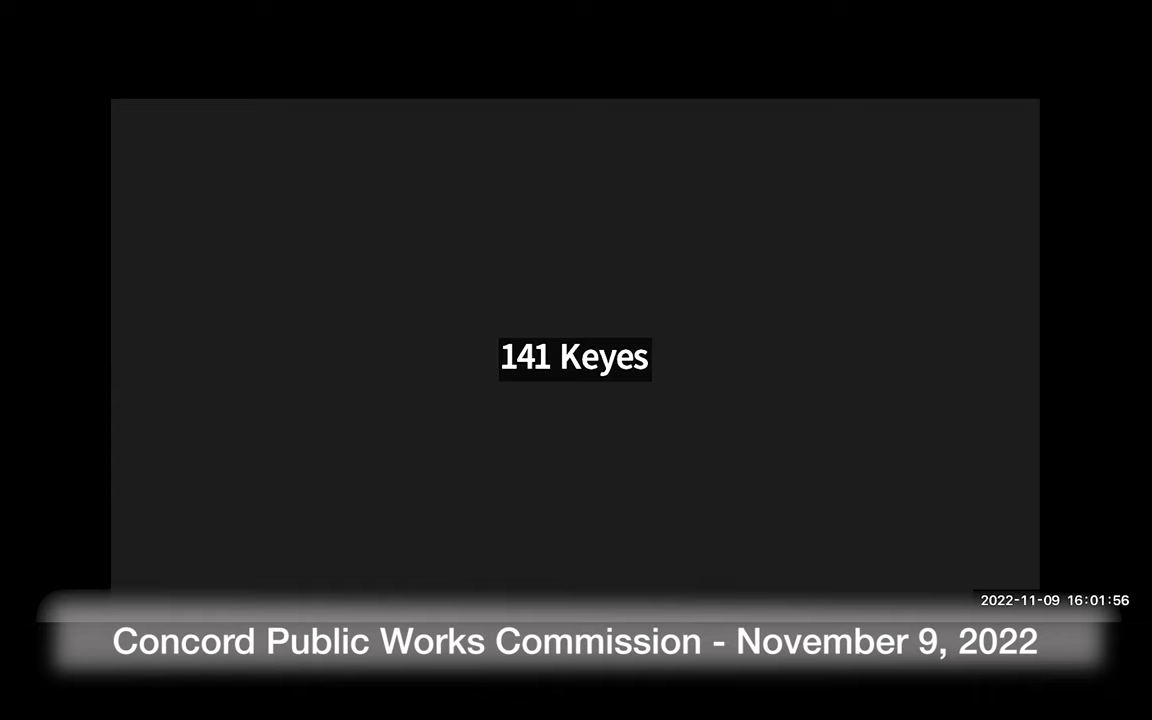 141 Keyes
2022-11-09 16:01:56
Concord Public Works Commission - November 9, 2022